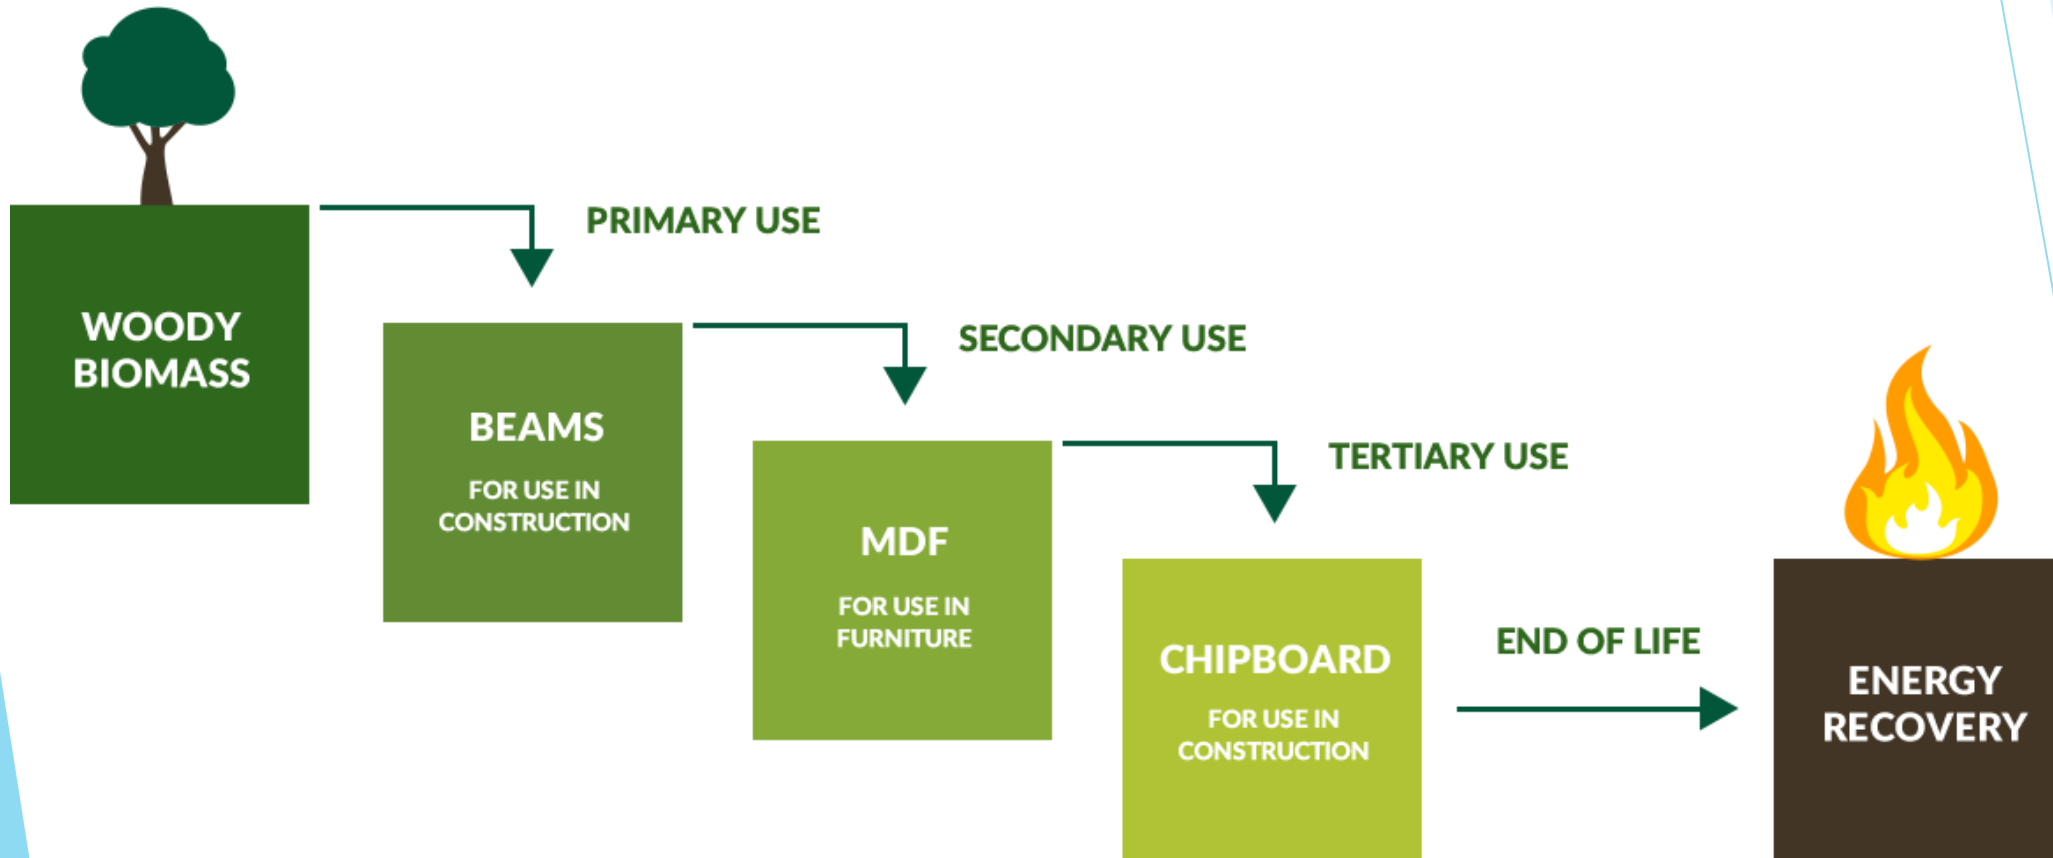 WOODY
BIOMASS
PRIMARY USE
BEAMS
FOR USE IN
CONSTRUCTION
SECONDARY USE
MDF
FOR USE IN
FURNITURE
TERTIARY USE
CHIPBOARD
FOR USE IN
CONSTRUCTION
END OF LIFE
ENERGY
RECOVERY